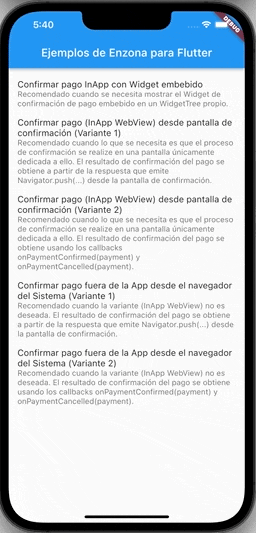 5:40
DEBUG
Ejemplos de Enzona para Flutter
Confirmar pago InApp con Widget embebido
Recomendado cuando se necesita mostrar el Widget de
confirmación de pago embebido en un WidgetTree propio.
Confirmar pago (InApp WebView) desde pantalla de
confirmación (Variante 1)
Recomendado cuando lo que se necesita es que el proceso
de confirmación se realize en una pantalla únicamente
dedicada a ello. El resultado de confirmación del pago se
obtiene a partir de la respuesta que emite
Navigator.push(...) desde la pantalla de confirmación.
Confirmar pago (InApp WebView) desde pantalla de
confirmación (Variante 2)
Recomendado cuando lo que se necesita es que el proceso
de confirmación se realize en una pantalla únicamente
dedicada a ello. El resultado de confirmación del pago se
obtiene usando los callbacks
onPaymentConfirmed(payment) y
onPaymentCancelled(payment).
Confirmar pago fuera de la App desde el navegador
del Sistema (Variante 1)
Recomendado cuando la variante (InApp WebView) no es
deseada. El resultado de confirmación del pago se obtiene
a partir de la respuesta que emite Navigator.push(...) desde
la pantalla de confirmación.
Confirmar pago fuera de la App desde el navegador
del Sistema (Variante 2)
Recomendado cuando la variante (InApp WebView) no es
deseada. El resultado de confirmación del pago se obtiene
usando los callbacks onPaymentConfirmed(payment) y
onPaymentCancelled(payment).